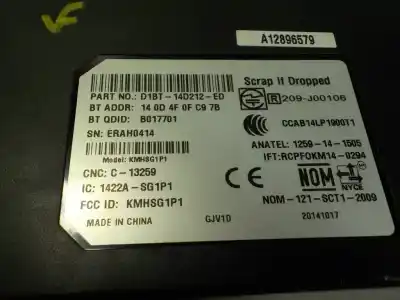 VF
A12896579
Scrap If Dropped
PART NO.: D1BT-14D212-ED
BT ADDR: 14 0D 4F 0F C9 7B
BT QDID: B017701
SN: ERAH0414
Model: KMHSG1P1
CNC: C-13259
IC: 1422A-SG1P1
FCC ID: KMHSG1P1
MADE IN CHINA
GJV1D
R 209-J00106
CCAB14LP1900T1
ANATEL: 1259-14-1505
IFT:RCPFOKM14-0294
CE
NOM
NYCE
NOM-121-SCT1-2009
20141017